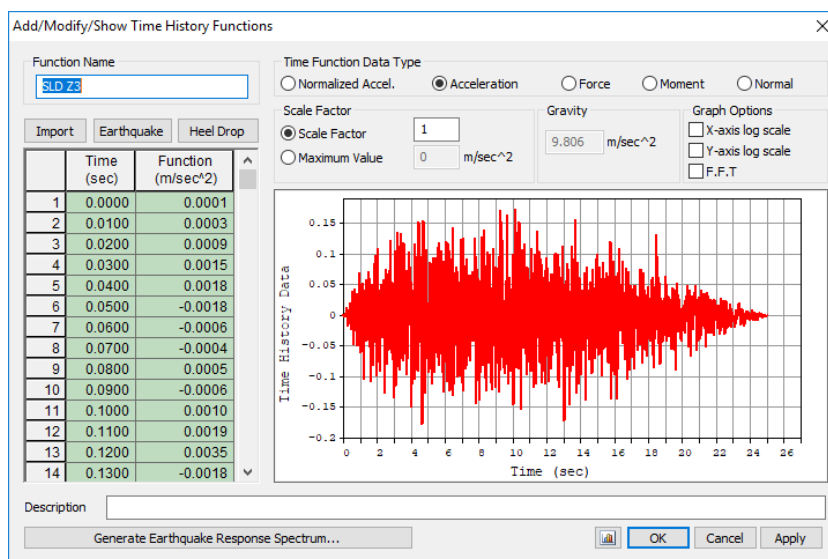 Add/Modify/Show Time History Functions
Function Name
SLD Z3
Import Earthquake Heel Drop
Time (sec) Function (m/sec^2)
1 0.0000 0.0001
2 0.0100 0.0003
3 0.0200 0.0009
4 0.0300 0.0015
5 0.0400 0.0018
6 0.0500 -0.0018
7 0.0600 -0.0006
8 0.0700 -0.0004
9 0.0800 0.0005
10 0.0900 -0.0006
11 0.1000 0.0010
12 0.1100 0.0019
13 0.1200 0.0035
14 0.1300 -0.0018
Time Function Data Type
Normalized Accel. Acceleration Force Moment Normal
Scale Factor
Scale Factor 1
Maximum Value 0 m/sec^2
Gravity
9.806 m/sec^2
Graph Options
X-axis log scale
Y-axis log scale
F.F.T
Time History Data
0.15
0.1
0.05
0
-0.05
-0.1
-0.15
-0.2
0 2 4 6 8 10 12 14 16 18 20 22 24 26
Time (sec)
Description
Generate Earthquake Response Spectrum... OK Cancel Apply